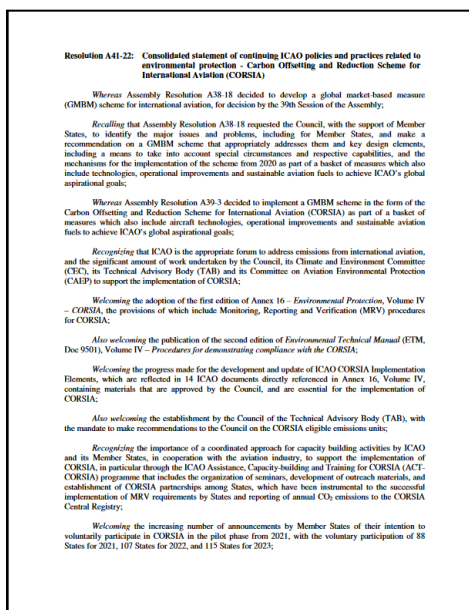 Resolution A41-22: Consolidated statement of continuing ICAO policies and practices related to
environmental protection - Carbon Offsetting and Reduction Scheme for
International Aviation (CORSIA)
Whereas Assembly Resolution A38-18 decided to develop a global market-based measure
(GMBM) scheme for international aviation, for decision by the 39th Session of the Assembly;
Recalling that Assembly Resolution A38-18 requested the Council, with the support of Member
States, to identify the major issues and problems, including for Member States, and make a
recommendation on a GMBM scheme that appropriately addresses them and key design elements,
including a means to take into account special circumstances and respective capabilities, and the
mechanisms for the implementation of the scheme from 2020 as part of a basket of measures which also
include technologies, operational improvements and sustainable aviation fuels to achieve ICAO's global
aspirational goals;
Whereas Assembly Resolution A39-3 decided to implement a GMBM scheme in the form of the
Carbon Offsetting and Reduction Scheme for International Aviation (CORSIA) as part of a basket of
measures which also include aircraft technologies, operational improvements and sustainable aviation
fuels to achieve ICAO's global aspirational goals;
Recognizing that ICAO is the appropriate forum to address emissions from international aviation,
and the significant amount of work undertaken by the Council, its Climate and Environment Committee
(CEC), its Technical Advisory Body (TAB) and its Committee on Aviation Environmental Protection
(CAEP) to support the implementation of CORSIA;
Welcoming the adoption of the first edition of Annex 16 – Environmental Protection, Volume IV
– CORSIA, the provisions of which include Monitoring, Reporting and Verification (MRV) procedures
for CORSIA;
Also welcoming the publication of the second edition of Environmental Technical Manual (ETM,
Doc 9501), Volume IV – Procedures for demonstrating compliance with the CORSIA;
Welcoming the progress made for the development and update of ICAO CORSIA Implementation
Elements, which are reflected in 14 ICAO documents directly referenced in Annex 16, Volume IV,
containing materials that are approved by the Council, and are essential for the implementation of
CORSIA;
Also welcoming the establishment by the Council of the Technical Advisory Body (TAB), with
the mandate to make recommendations to the Council on the CORSIA eligible emissions units;
Recognizing the importance of a coordinated approach for capacity building activities by ICAO
and its Member States, in cooperation with the aviation industry, to support the implementation of
CORSIA, in particular through the ICAO Assistance, Capacity-building and Training for CORSIA (ACT-
CORSIA) programme that includes the organization of seminars, development of outreach materials, and
establishment of CORSIA partnerships among States, which have been instrumental to the successful
implementation of MRV requirements by States and reporting of annual CO₂ emissions to the CORSIA
Central Registry;
Welcoming the increasing number of announcements by Member States of their intention to
voluntarily participate in CORSIA in the pilot phase from 2021, with the voluntary participation of 88
States for 2021, 107 States for 2022, and 115 States for 2023;